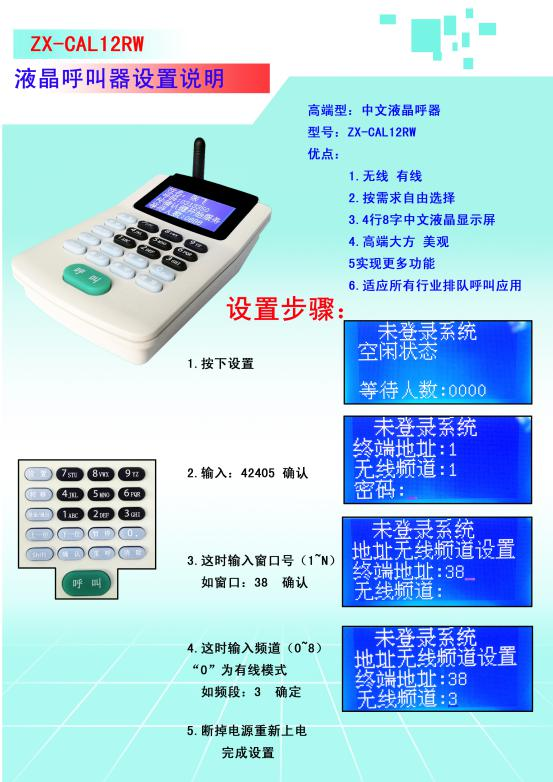 ZX-CAL12RW
液晶呼叫器设置说明
高端型：中文液晶呼器
型号：ZX-CAL12RW
优点：
1.无线 有线
2.按需求自由选择
3.4行8字中文液晶显示屏
4.高端大方 美观
5实现更多功能
6.适应所有行业排队呼叫应用
呼叫
设置步骤：
1.按下设置
未登录系统
空闲状态
等待人数:0000
2.输入：42405 确认
未登录系统
终端地址:1
无线频道:1
密码:
7STU 8VWX 9YZ
4JKL 5MNO 6PQR
1ABC 2DEF 3GHI
0.
Shift 确认
呼叫
3.这时输入窗口号（1~N）
如窗口：38 确认
未登录系统
地址无线频道设置
终端地址:38
无线频道:
4.这时输入频道（0~8）
“0”为有线模式
如频段：3 确定
未登录系统
地址无线频道设置
终端地址:38
无线频道:3
5.断掉电源重新上电
完成设置